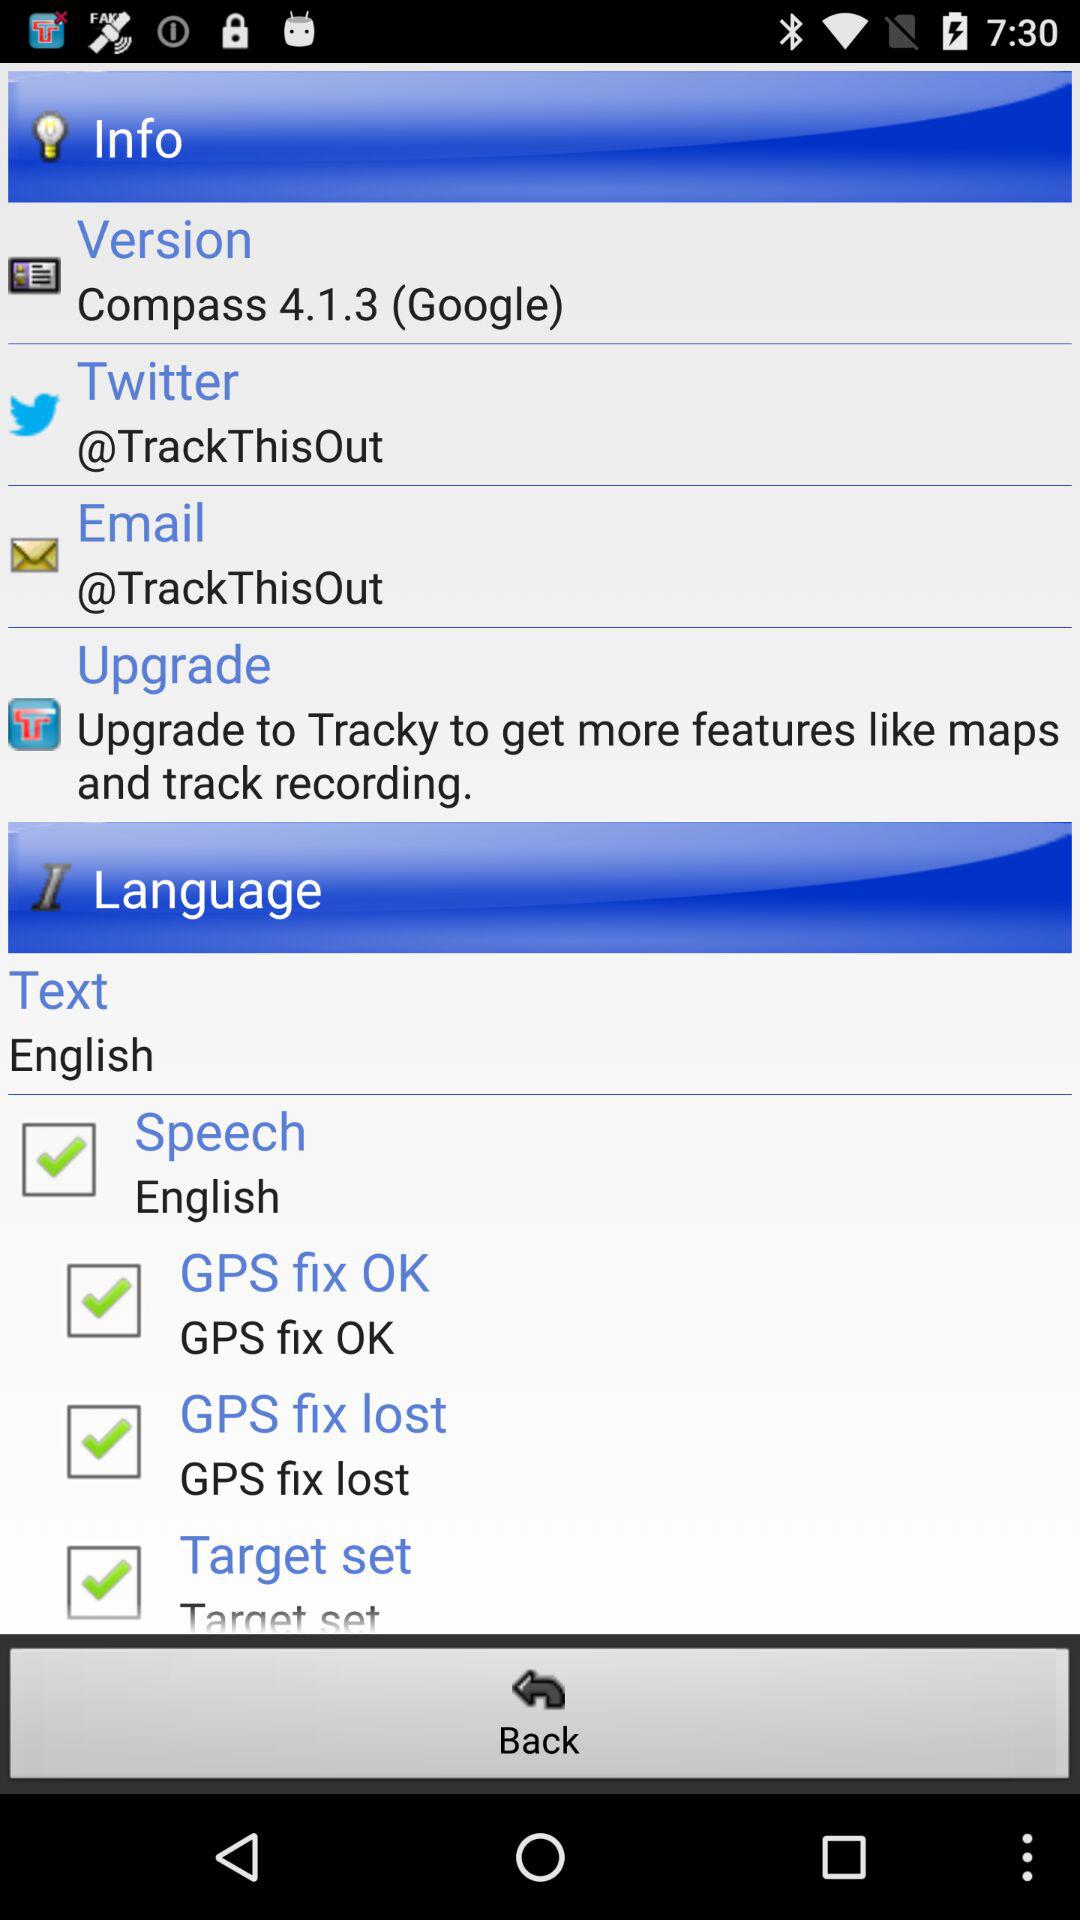 FAKE
7:30
Info
Version
Compass 4.1.3 (Google)
Twitter
@TrackThisOut
Email
@TrackThisOut
Upgrade
Upgrade to Tracky to get more features like maps
and track recording.
Language
Text
English
Speech
English
GPS fix OK
GPS fix OK
GPS fix lost
GPS fix lost
Target set
Target set
Back